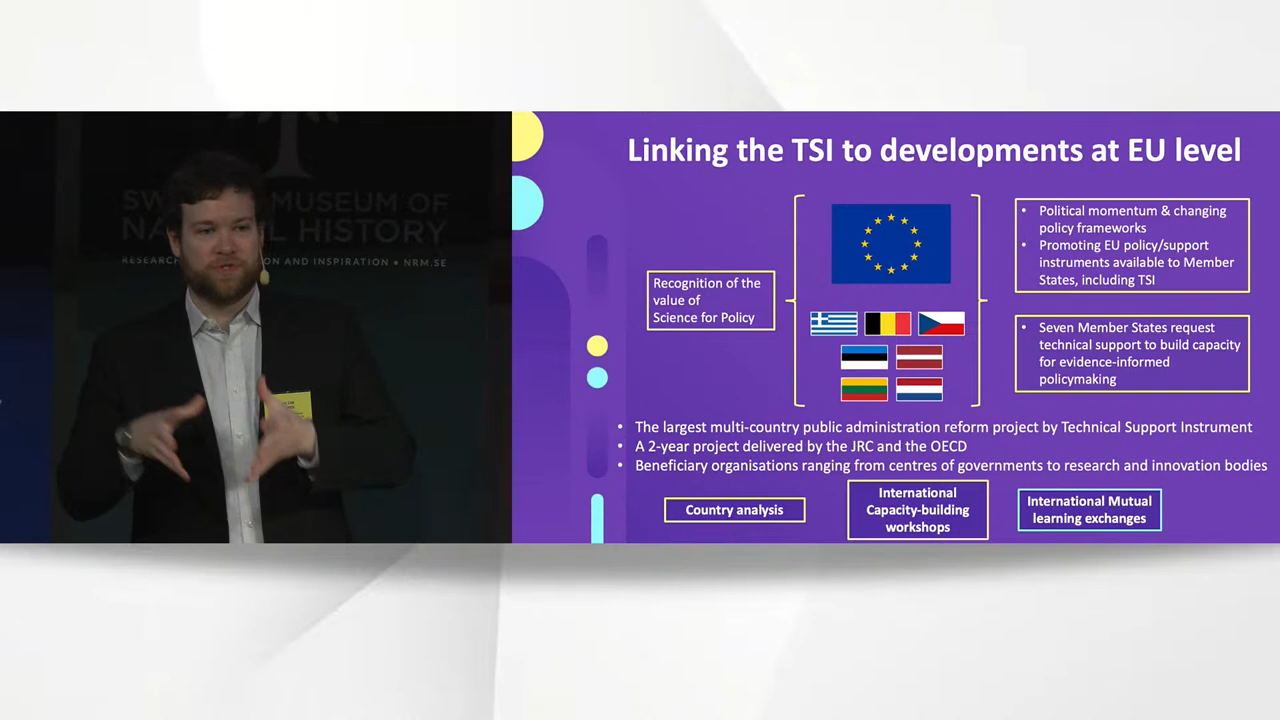 SW MUSEUM OF
NA L HISTORY
RESEARCH ON AND INSPIRATION • NRM.SE
Linking the TSI to developments at EU level
Recognition of the
value of
Science for Policy
• Political momentum & changing
policy frameworks
• Promoting EU policy/support
instruments available to Member
States, including TSI
• Seven Member States request
technical support to build capacity
for evidence-informed
policymaking
• The largest multi-country public administration reform project by Technical Support Instrument
• A 2-year project delivered by the JRC and the OECD
• Beneficiary organisations ranging from centres of governments to research and innovation bodies
Country analysis
International
Capacity-building
workshops
International Mutual
learning exchanges